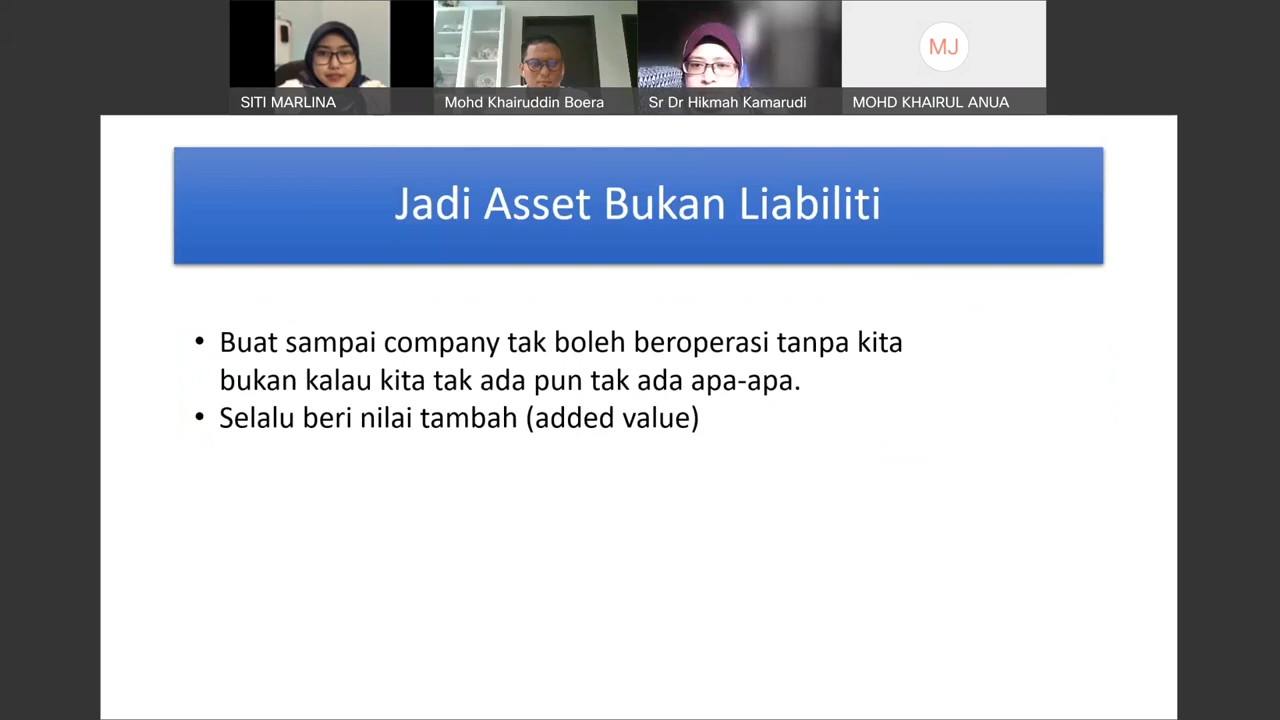 MJ
SITI MARLINA
Mohd Khairuddin Boera
Sr Dr Hikmah Kamarudi
MOHD KHAIRUL ANUA
Jadi Asset Bukan Liabiliti
• Buat sampai company tak boleh beroperasi tanpa kita
bukan kalau kita tak ada pun tak ada apa-apa.
• Selalu beri nilai tambah (added value)